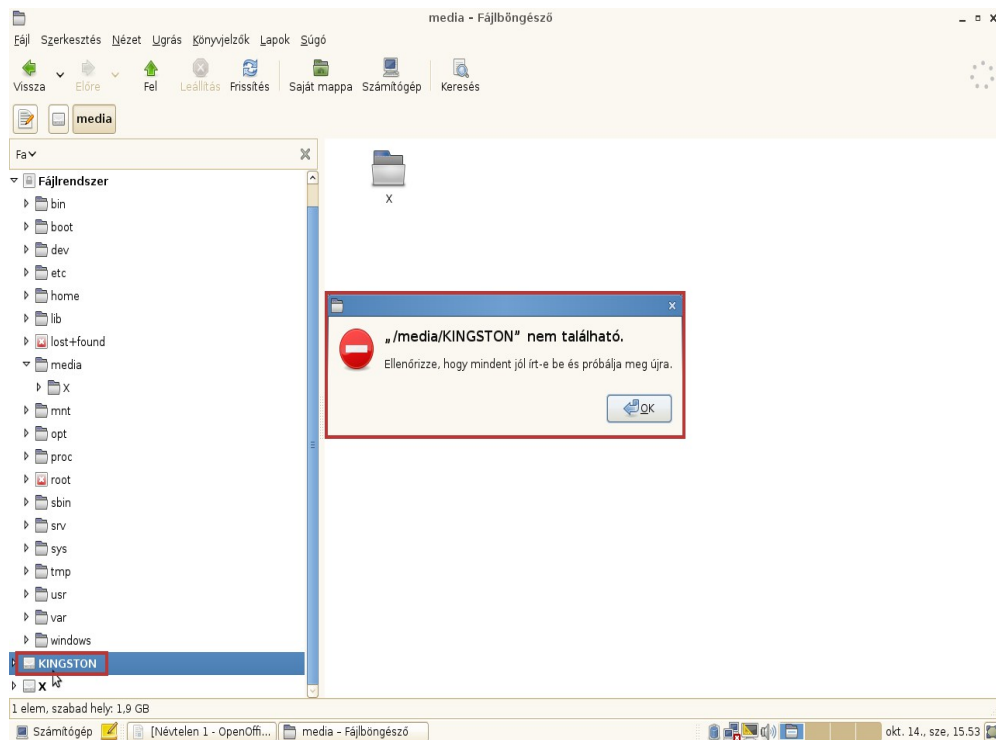 media - Fájlböngésző
Fájl Szerkesztés Nézet Ugrás Könyvjelzők Lapok Súgó
Vissza Előre Fel Leállítás Frissítés Saját mappa Számítógép Keresés
media
Fa
X
Fájlrendszer
bin
boot
dev
etc
home
lib
lost+found
media
X
mnt
opt
proc
root
sbin
srv
sys
tmp
usr
var
windows
KINGSTON
X
„/media/KINGSTON” nem található.
Ellenőrizze, hogy mindent jól írt-e be és próbálja meg újra.
OK
1 elem, szabad hely: 1,9 GB
Számítógép [Névtelen 1 - OpenOffi... media - Fájlböngésző okt. 14., sze, 15.53